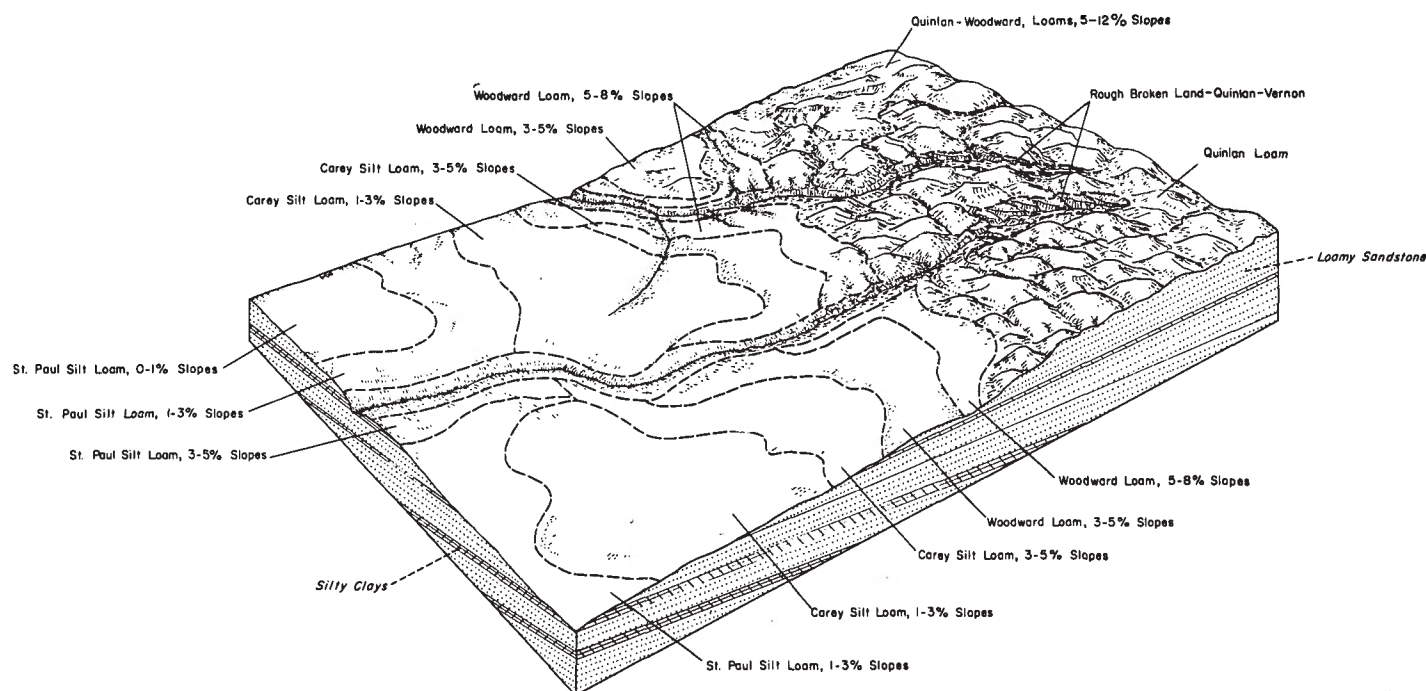 Quinlan-Woodward, Loams, 5-12% Slopes
Woodward Loam, 5-8% Slopes
Rough Broken Land-Quinlan-Vernon
Woodward Loam, 3-5% Slopes
Quinlan Loam
Carey Silt Loam, 3-5% Slopes
Carey Silt Loam, 1-3% Slopes
Loamy Sandstone
St. Paul Silt Loam, 0-1% Slopes
St. Paul Silt Loam, 1-3% Slopes
St. Paul Silt Loam, 3-5% Slopes
Woodward Loam, 5-8% Slopes
Woodward Loam, 3-5% Slopes
Carey Silt Loam, 3-5% Slopes
Silty Clays
Carey Silt Loam, 1-3% Slopes
St. Paul Silt Loam, 1-3% Slopes